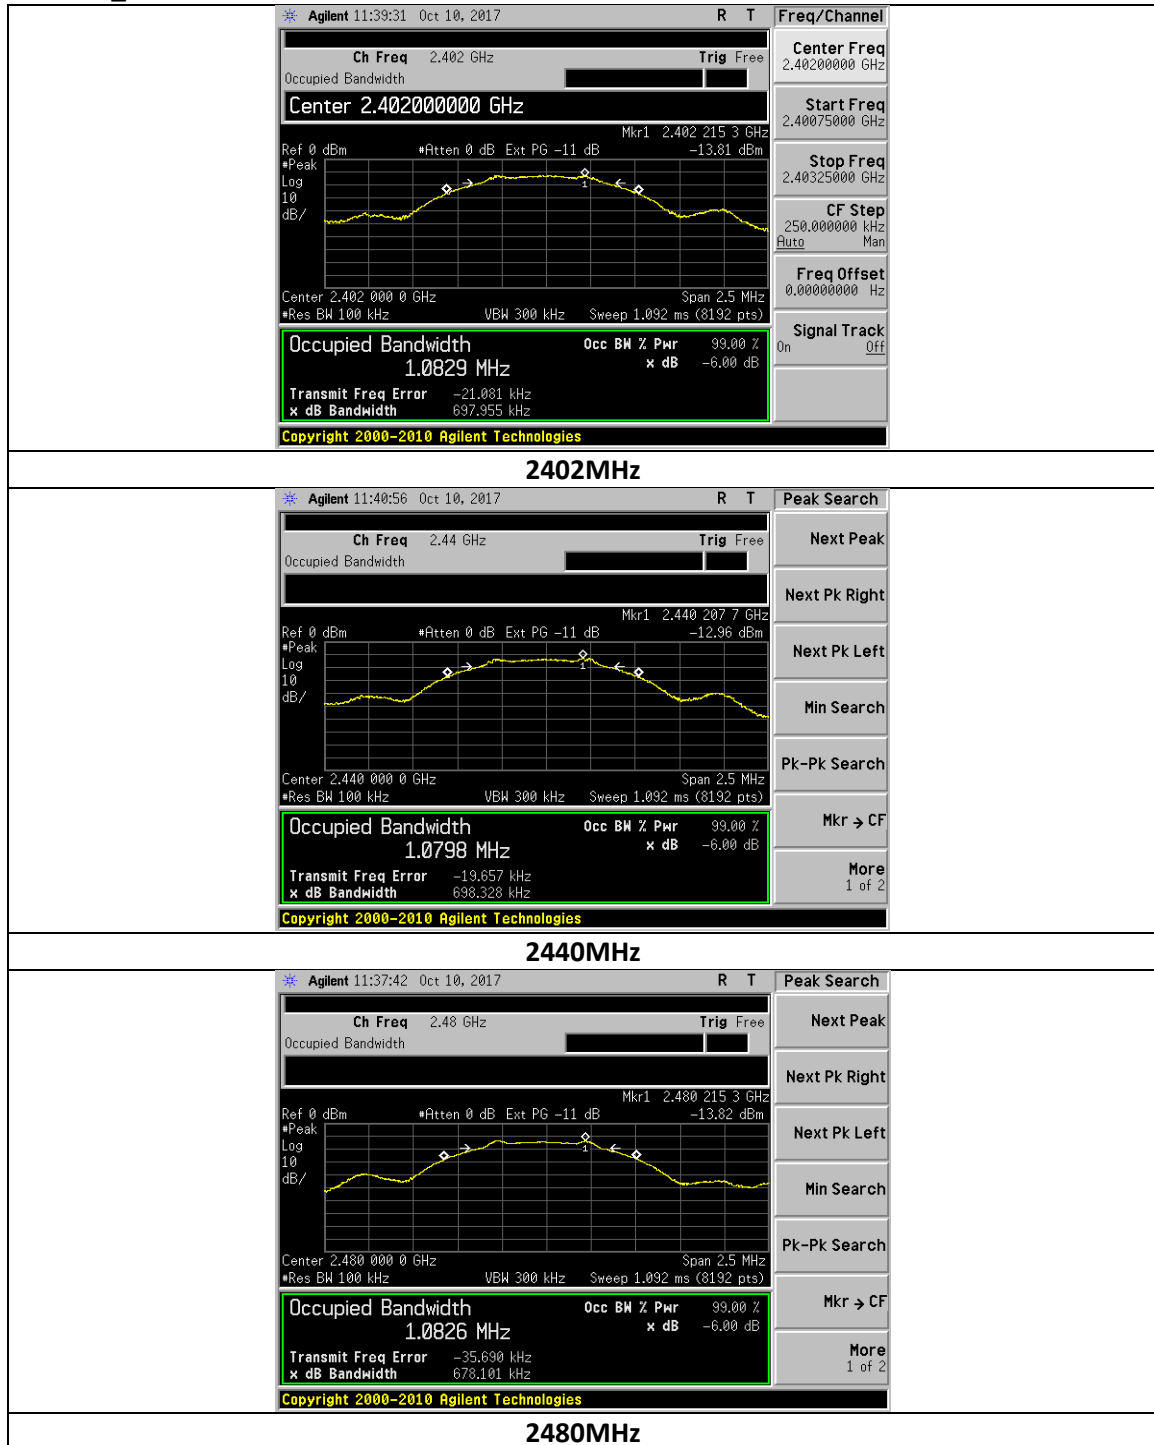 Agilent 11:39:31 Oct 10, 2017 R T Freq/Channel
Ch Freq 2.402 GHz Trig Free
Occupied Bandwidth
Center 2.402000000 GHz
Mkr1 2.402 215 3 GHz
Ref 0 dBm #Atten 0 dB Ext PG -11 dB -13.81 dBm
#Peak
Log
10
dB/
1
Center 2.402 000 0 GHz Span 2.5 MHz
#Res BW 100 kHz VBW 300 kHz Sweep 1.092 ms (8192 pts)
Occupied Bandwidth Occ BW % Pwr 99.00 %
1.0829 MHz x dB -6.00 dB
Transmit Freq Error -21.081 kHz
x dB Bandwidth 697.955 kHz
Copyright 2000-2010 Agilent Technologies
Center Freq
2.40200000 GHz
Start Freq
2.40075000 GHz
Stop Freq
2.40325000 GHz
CF Step
250.000000 kHz
Auto Man
Freq Offset
0.00000000 Hz
Signal Track
On Off
2402MHz
Agilent 11:40:56 Oct 10, 2017 R T Peak Search
Ch Freq 2.44 GHz Trig Free
Occupied Bandwidth
Mkr1 2.440 207 7 GHz
Ref 0 dBm #Atten 0 dB Ext PG -11 dB -12.96 dBm
#Peak
Log
10
dB/
1
Center 2.440 000 0 GHz Span 2.5 MHz
#Res BW 100 kHz VBW 300 kHz Sweep 1.092 ms (8192 pts)
Occupied Bandwidth Occ BW % Pwr 99.00 %
1.0798 MHz x dB -6.00 dB
Transmit Freq Error -19.657 kHz
x dB Bandwidth 698.328 kHz
Copyright 2000-2010 Agilent Technologies
Next Peak
Next Pk Right
Next Pk Left
Min Search
Pk-Pk Search
Mkr → CF
More
1 of 2
2440MHz
Agilent 11:37:42 Oct 10, 2017 R T Peak Search
Ch Freq 2.48 GHz Trig Free
Occupied Bandwidth
Mkr1 2.480 215 3 GHz
Ref 0 dBm #Atten 0 dB Ext PG -11 dB -13.82 dBm
#Peak
Log
10
dB/
1
Center 2.480 000 0 GHz Span 2.5 MHz
#Res BW 100 kHz VBW 300 kHz Sweep 1.092 ms (8192 pts)
Occupied Bandwidth Occ BW % Pwr 99.00 %
1.0826 MHz x dB -6.00 dB
Transmit Freq Error -35.690 kHz
x dB Bandwidth 678.101 kHz
Copyright 2000-2010 Agilent Technologies
Next Peak
Next Pk Right
Next Pk Left
Min Search
Pk-Pk Search
Mkr → CF
More
1 of 2
2480MHz